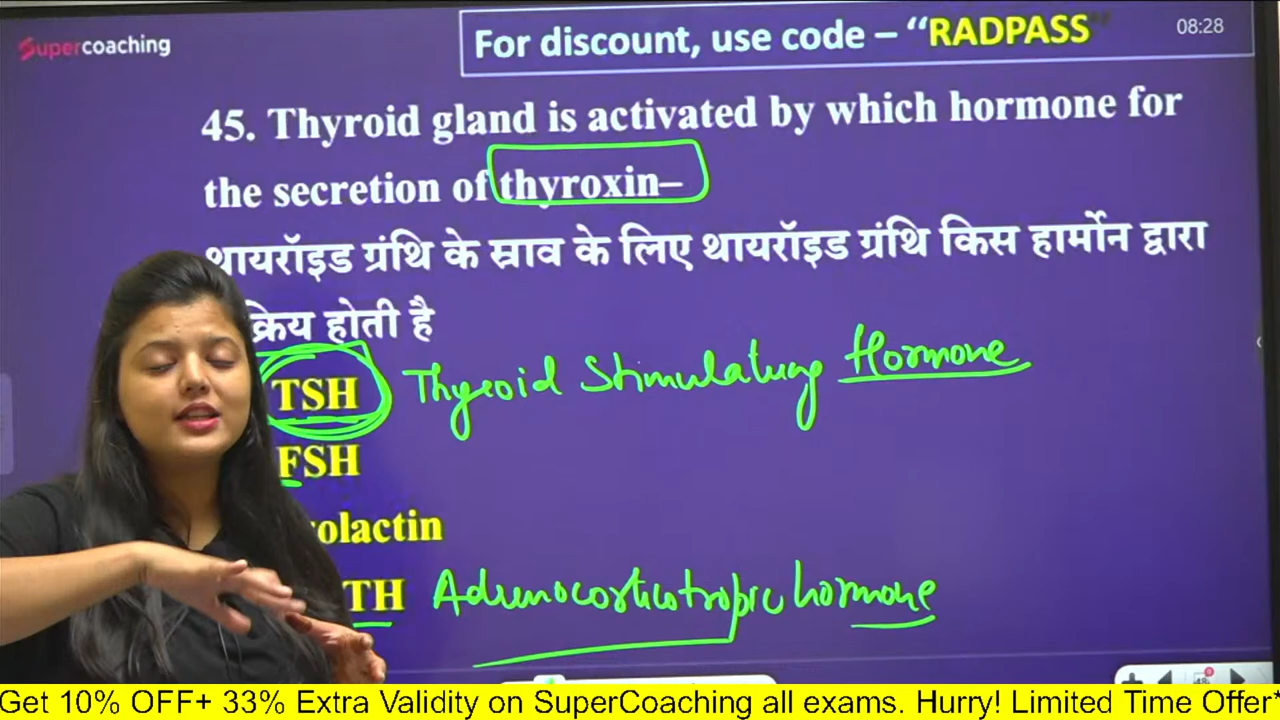 Supercoaching
For discount, use code – “RADPASS”
08:28
45. Thyroid gland is activated by which hormone for
the secretion of thyroxin–
थायरॉइड ग्रंथि के स्राव के लिए थायरॉइड ग्रंथि किस हार्मोन द्वारा
क्रिय होती है
TSH Thyroid Stimulatung Hormone
FSH
olactin
TH Adrenocorticotropic hormone
Get 10% OFF+ 33% Extra Validity on SuperCoaching all exams. Hurry! Limited Time Offer*